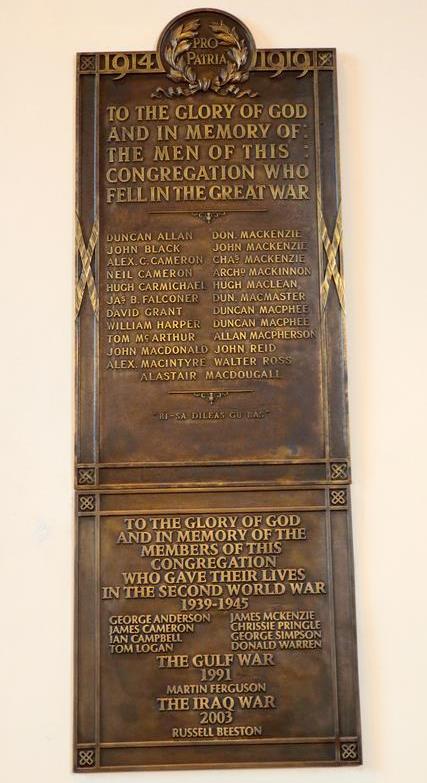 PRO
PATRIA
1914 1919
TO THE GLORY OF GOD
AND IN MEMORY OF:
THE MEN OF THIS :
CONGREGATION WHO
FELL IN THE GREAT WAR
DUNCAN ALLAN DON. MACKENZIE
JOHN BLACK JOHN MACKENZIE
ALEX. C. CAMERON CHAS MACKENZIE
NEIL CAMERON ARCHD MACKINNON
HUGH CARMICHAEL HUGH MACLEAN
JAS B. FALCONER DUN. MACMASTER
DAVID GRANT DUNCAN MACPHEE
WILLIAM HARPER DUNCAN MACPHEE
TOM McARTHUR ALLAN MACPHERSON
JOHN MACDONALD JOHN REID
ALEX. MACINTYRE WALTER ROSS
ALASTAIR MACDOUGALL
"RI-SA DILEAS GU BAS"
TO THE GLORY OF GOD
AND IN MEMORY OF THE
MEMBERS OF THIS
CONGREGATION
WHO GAVE THEIR LIVES
IN THE SECOND WORLD WAR
1939-1945
GEORGE ANDERSON JAMES MCKENZIE
JAMES CAMERON CHRISSIE PRINGLE
IAN CAMPBELL GEORGE SIMPSON
TOM LOGAN DONALD WARREN
THE GULF WAR
1991
MARTIN FERGUSON
THE IRAQ WAR
2003
RUSSELL BEESTON